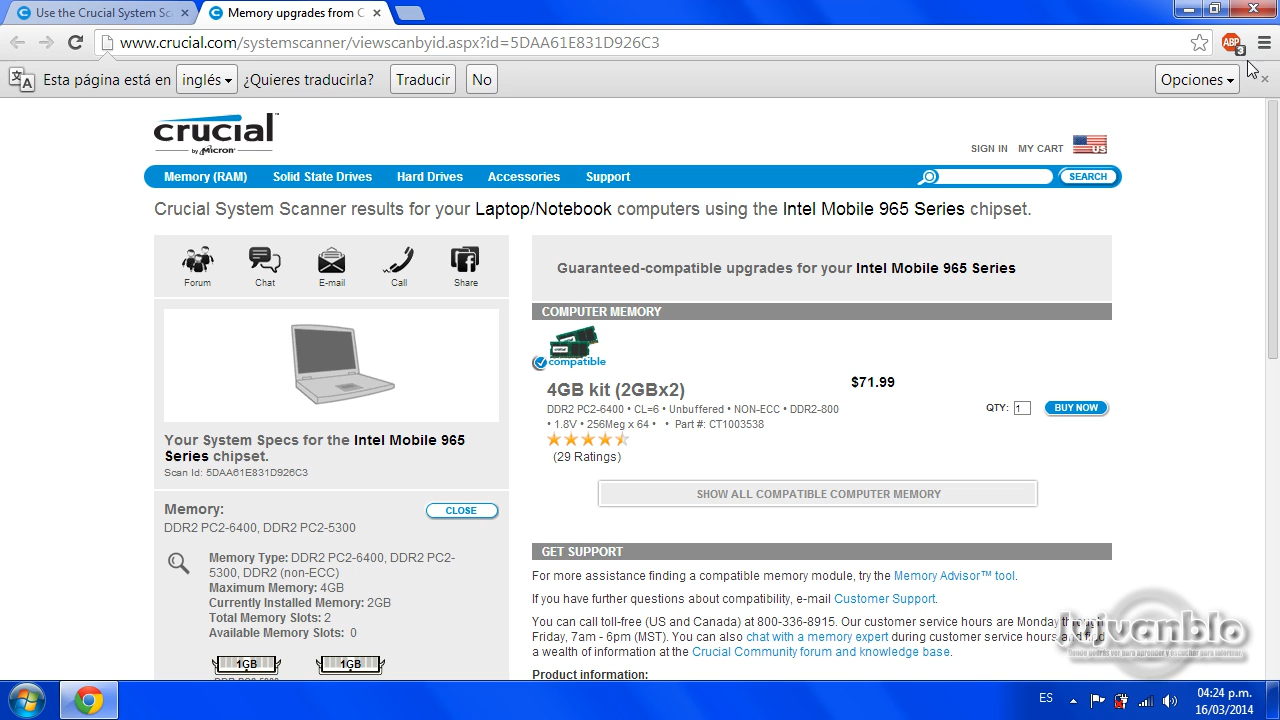 Use the Crucial System Sc
Memory upgrades from C
www.crucial.com/systemscanner/viewscanbyid.aspx?id=5DAA61E831D926C3
ABP
3
Esta página está en inglés ¿Quieres traducirla? Traducir No Opciones
crucial
by Micron
SIGN IN MY CART US
Memory (RAM) Solid State Drives Hard Drives Accessories Support SEARCH
Crucial System Scanner results for your Laptop/Notebook computers using the Intel Mobile 965 Series chipset.
Forum Chat E-mail Call Share
Your System Specs for the Intel Mobile 965
Series chipset.
Scan Id: 5DAA61E831D926C3
Memory: CLOSE
DDR2 PC2-6400, DDR2 PC2-5300
Memory Type: DDR2 PC2-6400, DDR2 PC2-
5300, DDR2 (non-ECC)
Maximum Memory: 4GB
Currently Installed Memory: 2GB
Total Memory Slots: 2
Available Memory Slots: 0
1GB 1GB
Guaranteed-compatible upgrades for your Intel Mobile 965 Series
COMPUTER MEMORY
compatible
4GB kit (2GBx2) $71.99
DDR2 PC2-6400 • CL=6 • Unbuffered • NON-ECC • DDR2-800
• 1.8V • 256Meg x 64 • • Part #: CT1003538
QTY: 1 BUY NOW
(29 Ratings)
SHOW ALL COMPATIBLE COMPUTER MEMORY
GET SUPPORT
For more assistance finding a compatible memory module, try the Memory Advisor™ tool.
If you have further questions about compatibility, e-mail Customer Support.
You can call toll-free (US and Canada) at 800-336-8915. Our customer service hours are Monday through
Friday, 7am - 6pm (MST). You can also chat with a memory expert during customer service hours and find
a wealth of information at the Crucial Community forum and knowledge base.
Product information:
ES
04:24 p.m.
16/03/2014